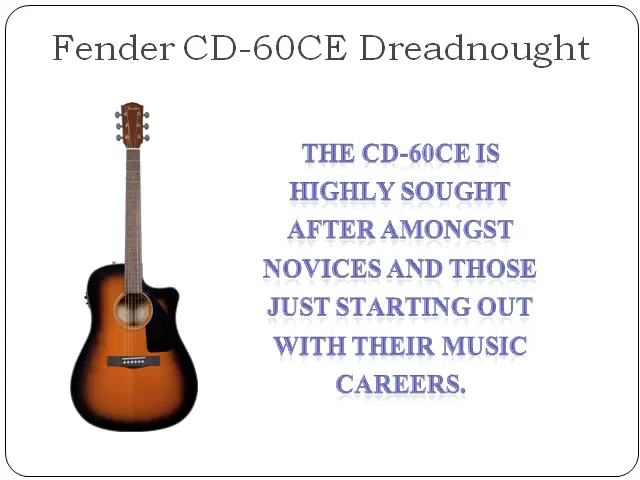 Fender CD-60CE Dreadnought
Fender
THE CD-60CE IS
HIGHLY SOUGHT
AFTER AMONGST
NOVICES AND THOSE
JUST STARTING OUT
WITH THEIR MUSIC
CAREERS.